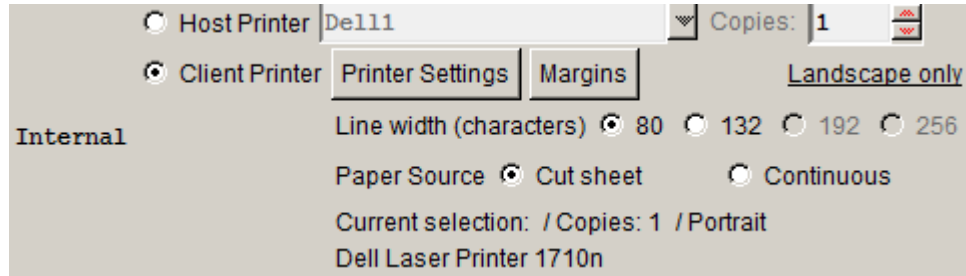 Host Printer Dell1 Copies: 1
Client Printer Printer Settings Margins Landscape only
Internal Line width (characters) 80 132 192 256
Paper Source Cut sheet Continuous
Current selection: / Copies: 1 / Portrait
Dell Laser Printer 1710n